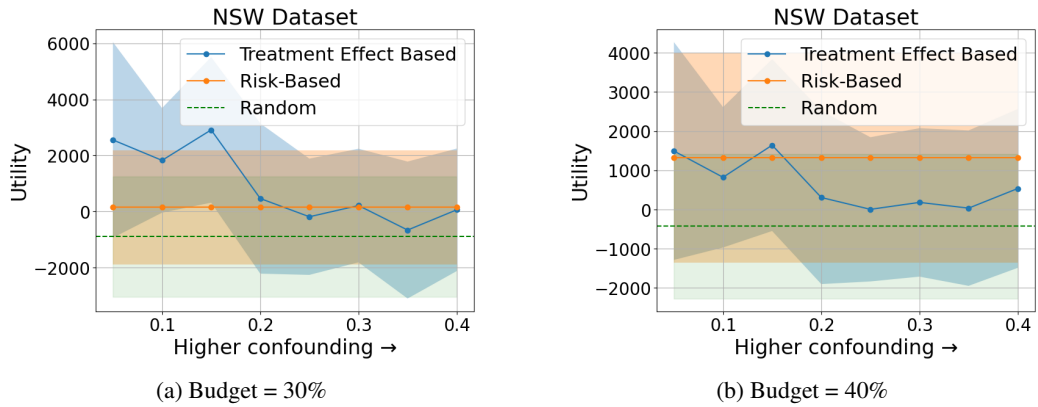 NSW Dataset
Treatment Effect Based
Risk-Based
Random
6000
4000
2000
0
−2000
Utility
0.1 0.2 0.3 0.4
Higher confounding →
(a) Budget = 30%
NSW Dataset
Treatment Effect Based
Risk-Based
Random
4000
3000
2000
1000
0
−1000
−2000
Utility
0.1 0.2 0.3 0.4
Higher confounding →
(b) Budget = 40%